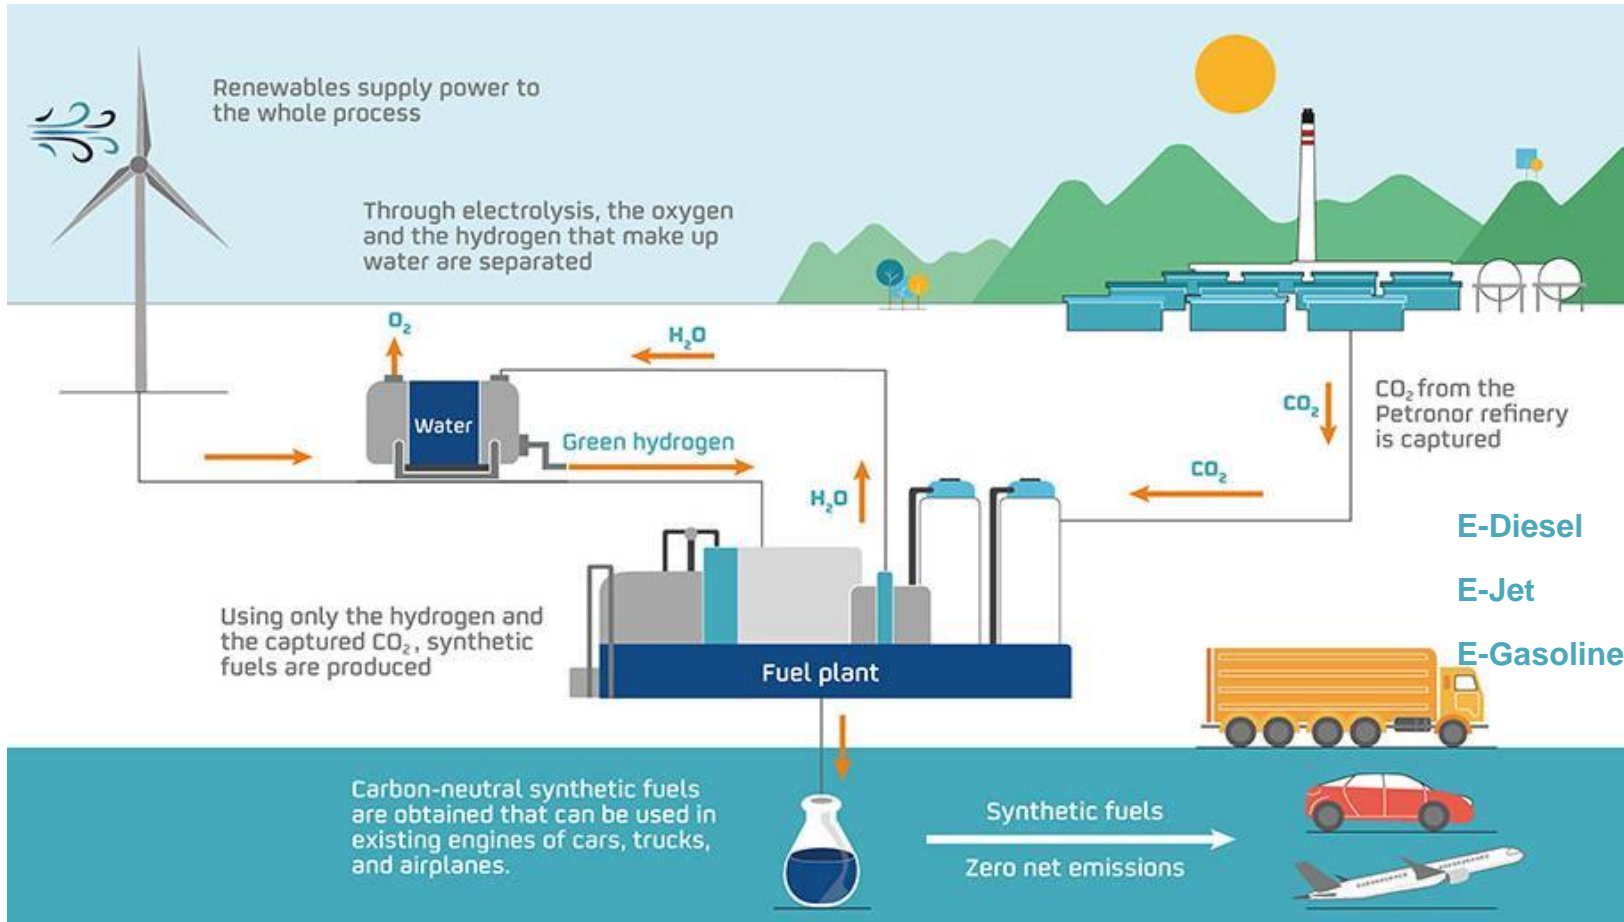 Renewables supply power to
the whole process
Through electrolysis, the oxygen
and the hydrogen that make up
water are separated
O₂
H₂O
Water
Green hydrogen
H₂O
CO₂
CO₂ from the
Petronor refinery
is captured
CO₂
E-Diesel
E-Jet
E-Gasoline
Using only the hydrogen and
the captured CO₂, synthetic
fuels are produced
Fuel plant
Carbon-neutral synthetic fuels
are obtained that can be used in
existing engines of cars, trucks,
and airplanes.
Synthetic fuels
Zero net emissions